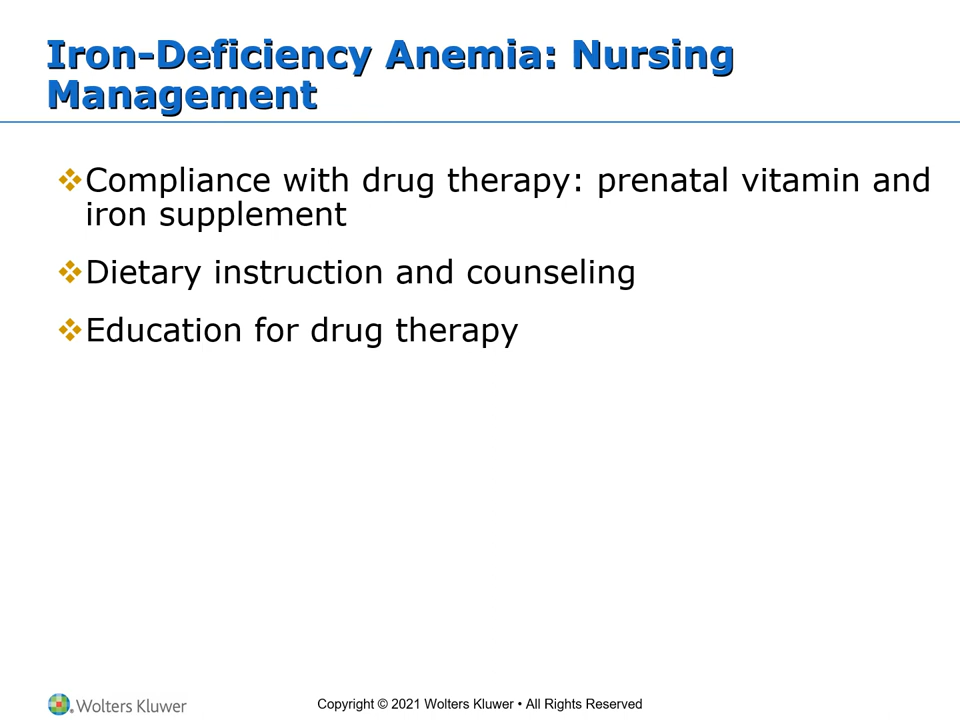 Iron-Deficiency Anemia: Nursing
Management
❖Compliance with drug therapy: prenatal vitamin and
iron supplement
❖Dietary instruction and counseling
❖Education for drug therapy
Wolters Kluwer
Copyright © 2021 Wolters Kluwer • All Rights Reserved